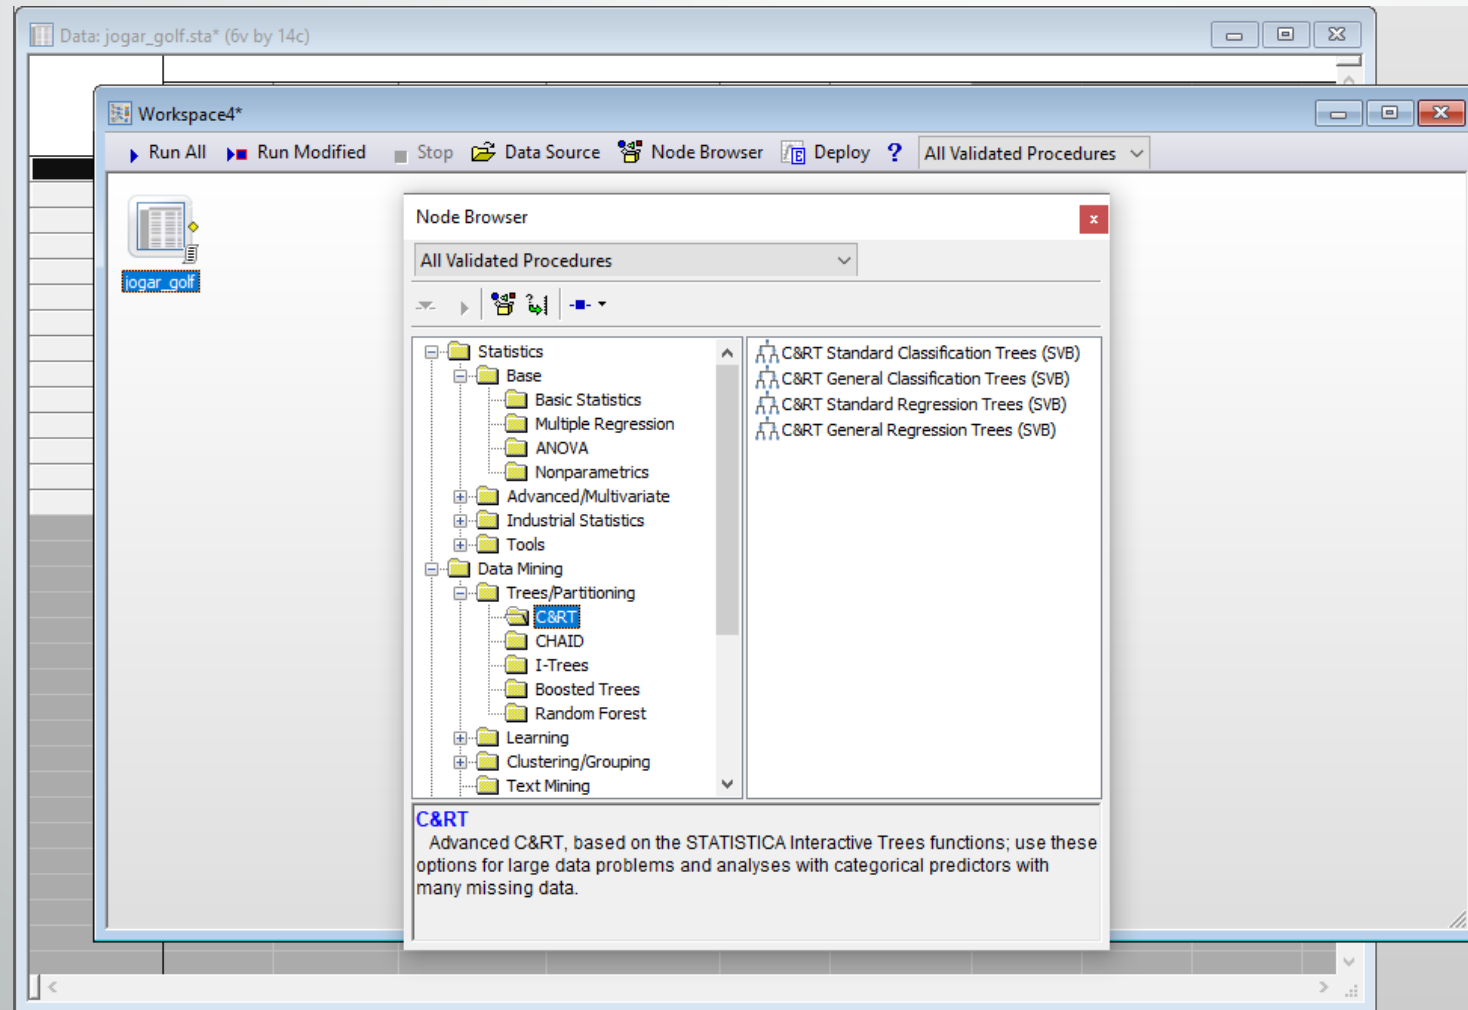 Data: jogar_golf.sta* (6v by 14c)
Workspace4*
Run All Run Modified Stop Data Source Node Browser Deploy ? All Validated Procedures
jogar_golf
Node Browser
All Validated Procedures
Statistics
Base
Basic Statistics
Multiple Regression
ANOVA
Nonparametrics
Advanced/Multivariate
Industrial Statistics
Tools
Data Mining
Trees/Partitioning
C&RT
CHAID
I-Trees
Boosted Trees
Random Forest
Learning
Clustering/Grouping
Text Mining
C&RT Standard Classification Trees (SVB)
C&RT General Classification Trees (SVB)
C&RT Standard Regression Trees (SVB)
C&RT General Regression Trees (SVB)
C&RT
Advanced C&RT, based on the STATISTICA Interactive Trees functions; use these
options for large data problems and analyses with categorical predictors with
many missing data.